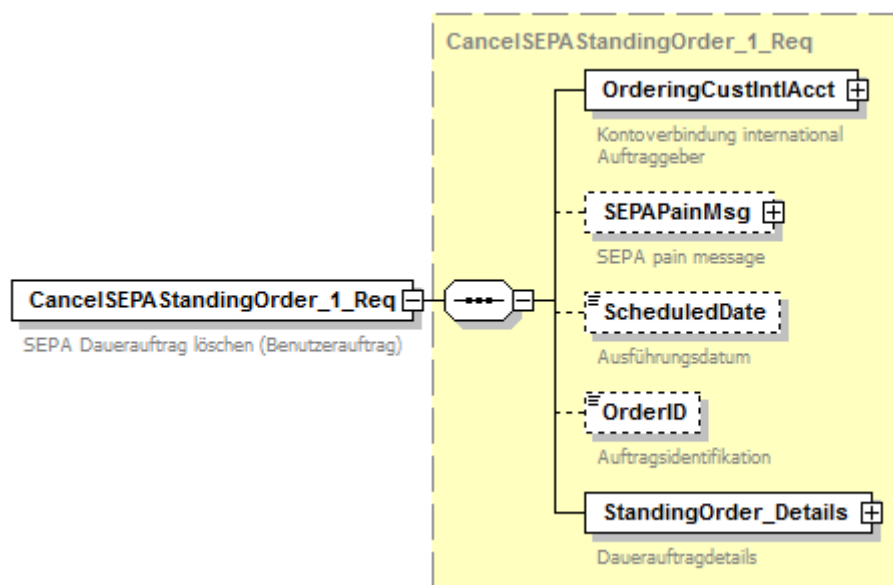 CancelSEPAStandingOrder_1_Req
OrderingCustIntlAcct
Kontoverbindung international
Auftraggeber
SEPAPainMsg
SEPA pain message
CancelSEPAStandingOrder_1_Req
SEPA Dauerauftrag löschen (Benutzerauftrag)
ScheduledDate
Ausführungsdatum
OrderID
Auftragsidentifikation
StandingOrder_Details
Dauerauftragdetails